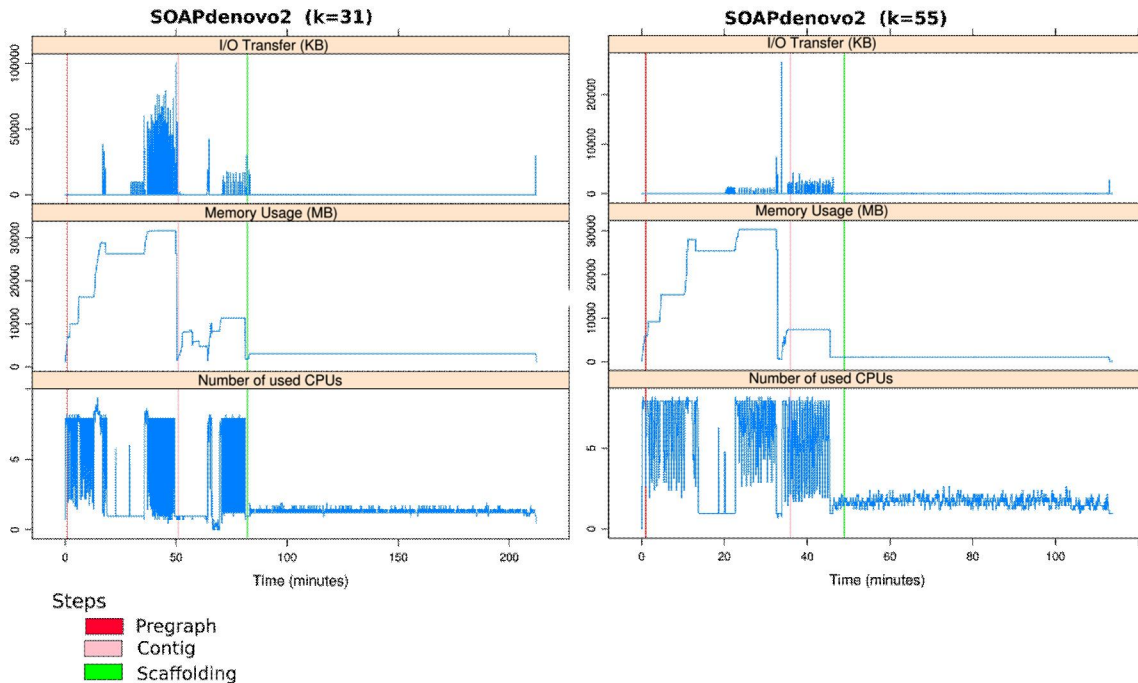 SOAPdenovo2 (k=31)
I/O Transfer (KB)
0 50000 100000
Memory Usage (MB)
0 10000 20000 30000
Number of used CPUs
0 5
0 50 100 150 200
Time (minutes)
SOAPdenovo2 (k=55)
I/O Transfer (KB)
0 10000 20000
Memory Usage (MB)
0 10000 20000 30000
Number of used CPUs
0 5
0 20 40 60 80 100
Time (minutes)
Steps
Pregraph
Contig
Scaffolding